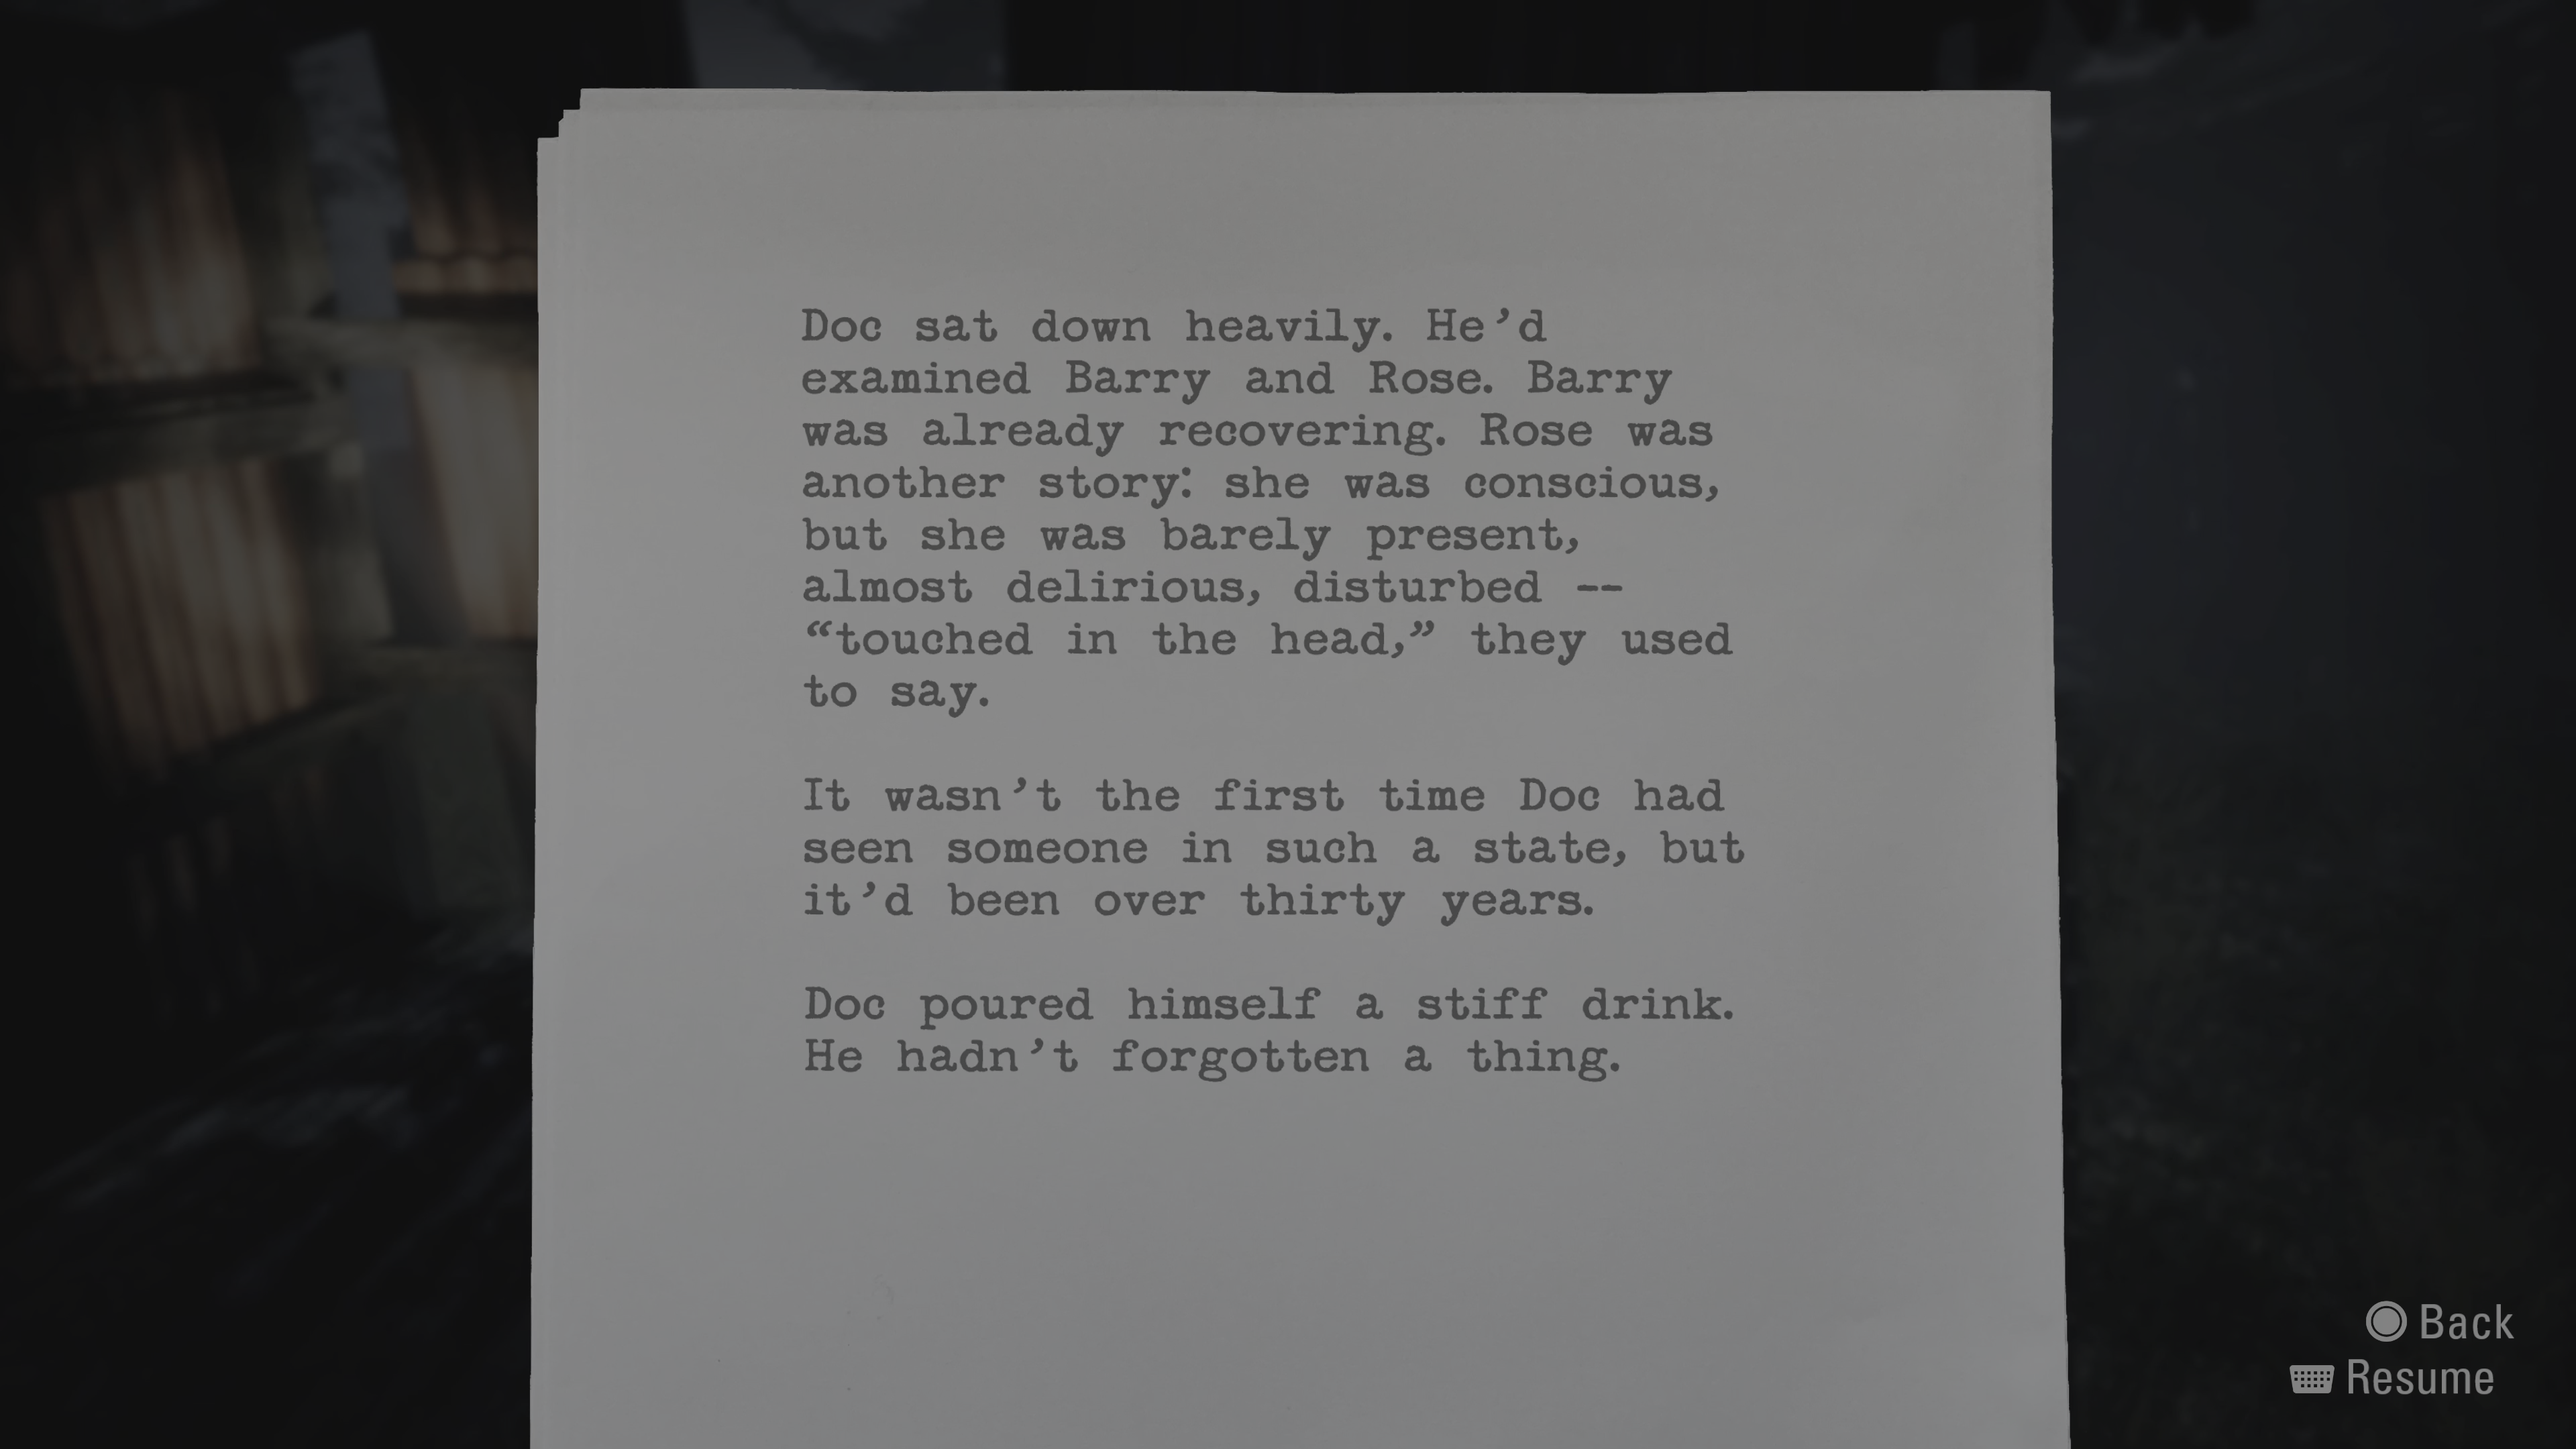 Doc sat down heavily. He’d
examined Barry and Rose. Barry
was already recovering. Rose was
another story: she was conscious,
but she was barely present,
almost delirious, disturbed --
“touched in the head,” they used
to say.
It wasn’t the first time Doc had
seen someone in such a state, but
it’d been over thirty years.
Doc poured himself a stiff drink.
He hadn’t forgotten a thing.
Back
Resume